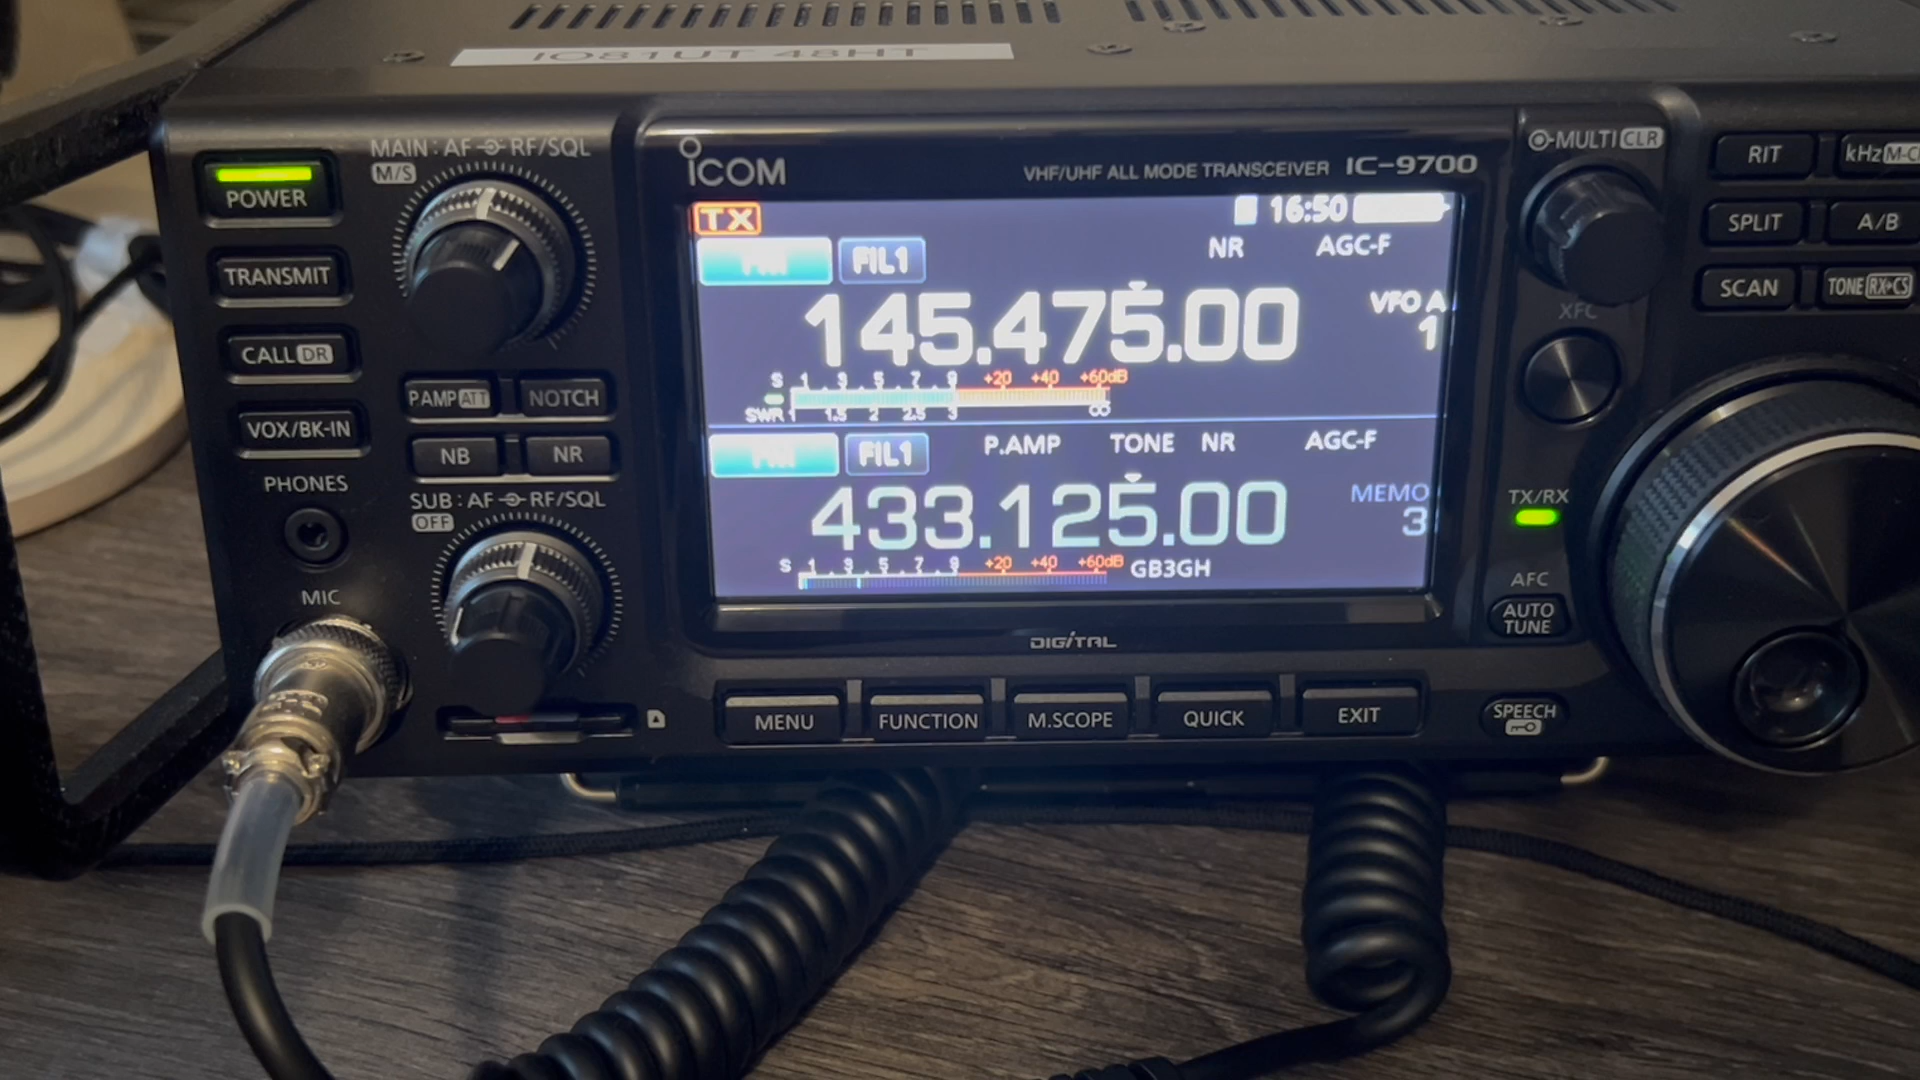 IO81UT 48HT
MAIN : AF RF/SQL
M/S
POWER
TRANSMIT
CALL DR
VOX/BK-IN
PHONES
MIC
P.AMP ATT
NOTCH
NB
NR
SUB : AF RF/SQL
OFF
ICOM
VHF/UHF ALL MODE TRANSCEIVER IC-9700
TX
16:50
FIL1
NR AGC-F
145.475.00
VFO A
1
S 1 3 5 7 9 +20 +40 +60dB
SWR 1 1.5 2 2.5 3 ∞
FIL1
P.AMP TONE NR AGC-F
433.125.00
MEMO
3
S 1 3 5 7 9 +20 +40 +60dB
GB3GH
DIGITAL
MENU
FUNCTION
M.SCOPE
QUICK
EXIT
MULTI CLR
XFC
TX/RX
AFC
AUTO
TUNE
SPEECH
RIT
kHz
SPLIT
A/B
SCAN
TONE RX→CS